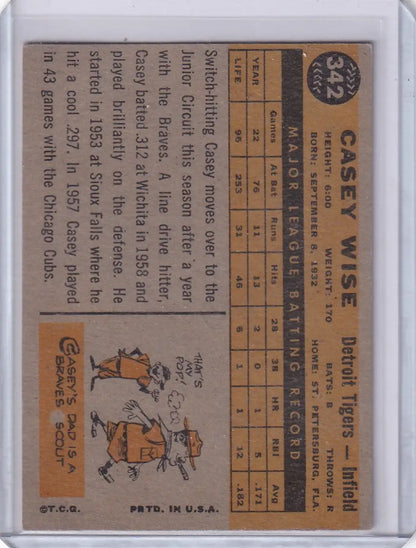 342
CASEY WISE Detroit Tigers — Infield
HEIGHT: 6:00 WEIGHT: 170 BATS: B THROWS: R
BORN: SEPTEMBER 8, 1932 HOME: ST. PETERSBURG, FLA.
MAJOR LEAGUE BATTING RECORD
Games At Bat Runs Hits 2B 3B HR RBI Avg
YEAR 22 76 11 13 2 0 1 5 .171
LIFE 96 253 31 46 6 1 1 12 .182
Switch-hitting Casey moves over to the
Junior Circuit this season after a year
with the Braves. A line drive hitter,
Casey batted .312 at Wichita in 1958 and
played brilliantly on the defense. He
started in 1953 at Sioux Falls where he
hit a cool .297. In 1957 Casey played
in 43 games with the Chicago Cubs.
THAT'S
MY
POP!
CASEY'S DAD IS A
BRAVES SCOUT
©T.C.G. PRTD. IN U.S.A.